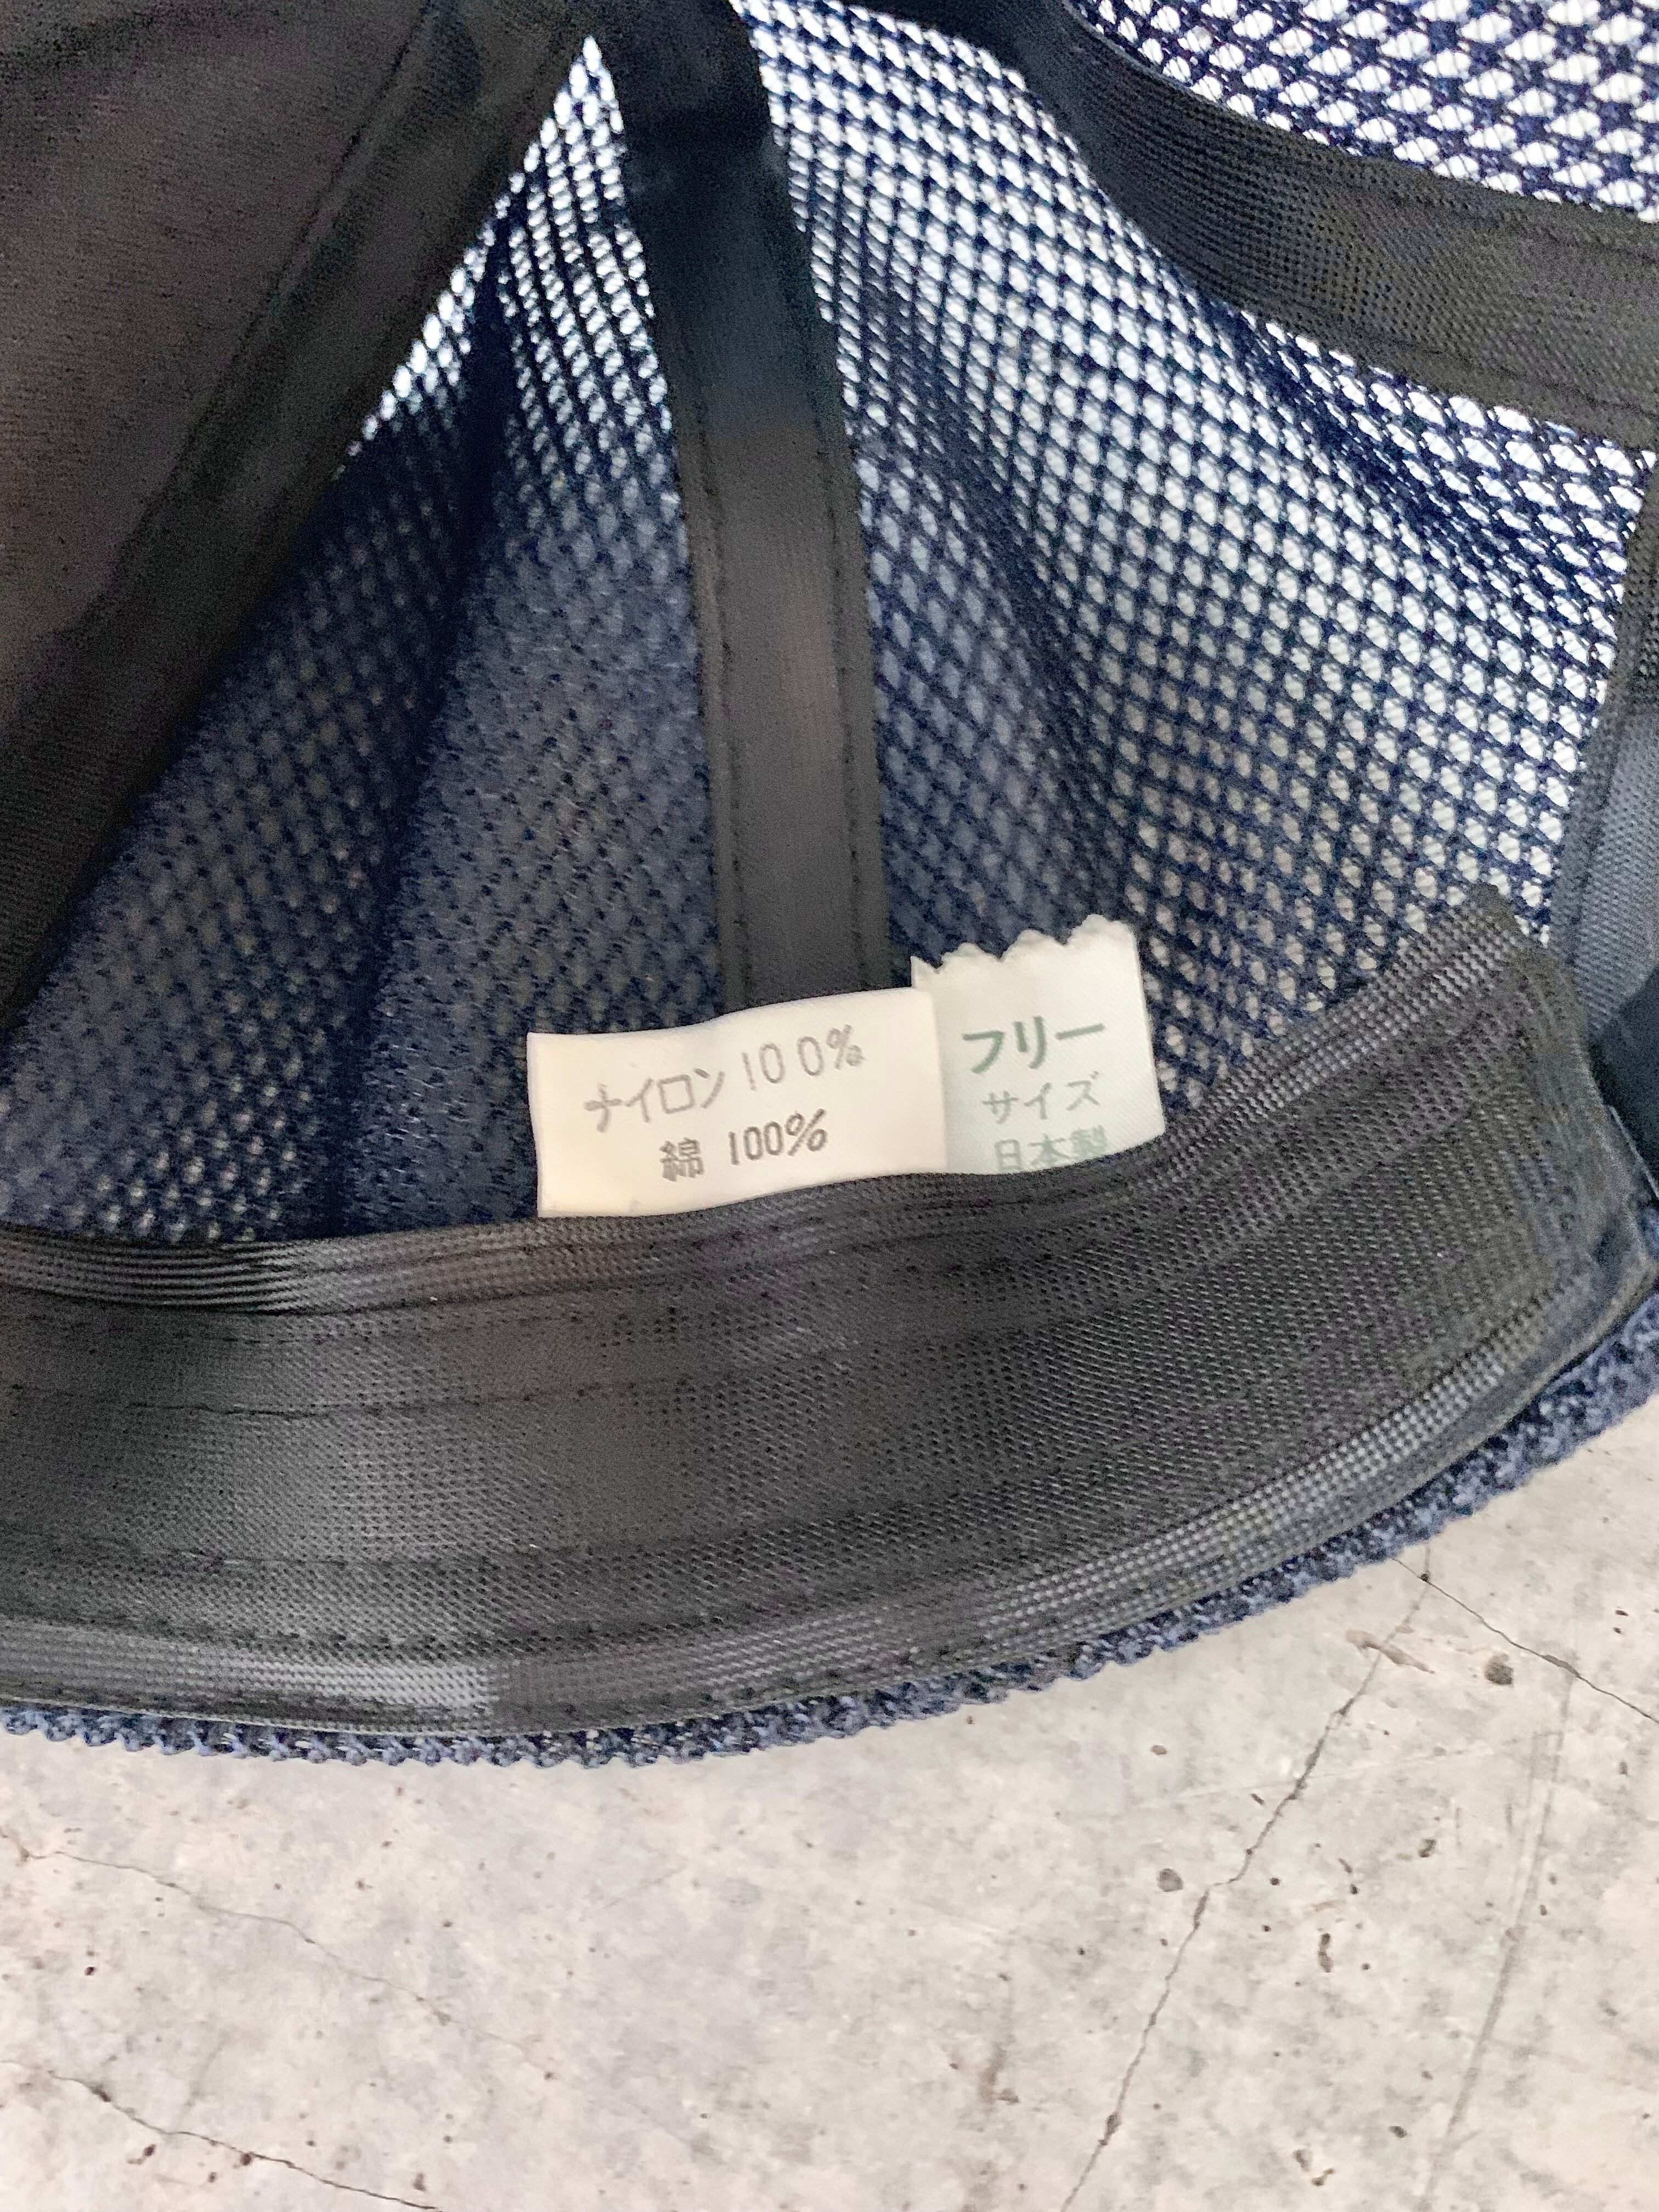 ナイロン 100%
綿 100%
フリー
サイズ
日本製